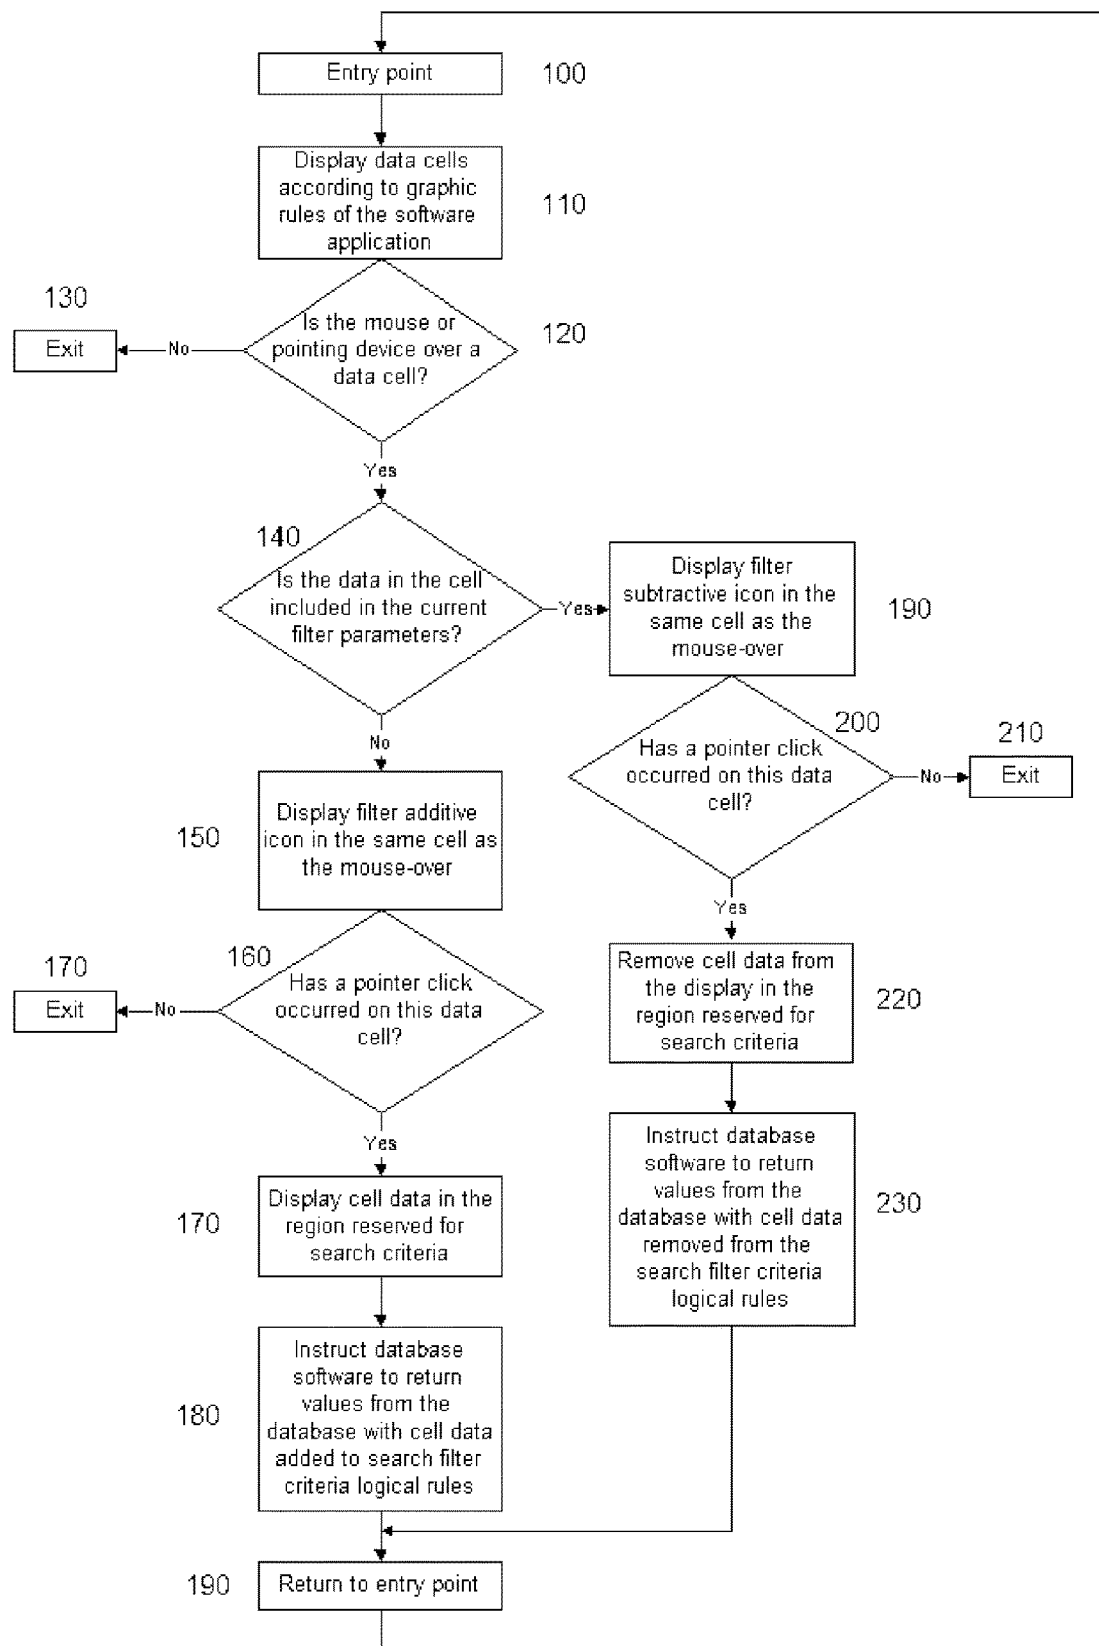 Entry point
100
Display data cells
according to graphic
rules of the software
application
110
130
Exit
No
Is the mouse or
pointing device over a
data cell?
120
Yes
140
Is the data in the cell
included in the current
filter parameters?
Yes
Display filter
subtractive icon in the
same cell as the
mouse-over
190
No
200
Has a pointer click
occurred on this data
cell?
No
210
Exit
150
Display filter additive
icon in the same cell as
the mouse-over
Yes
170
Exit
No
160
Has a pointer click
occurred on this data
cell?
Remove cell data from
the display in the
region reserved for
search criteria
220
Yes
Instruct database
software to return
values from the
database with cell data
removed from the
search filter criteria
logical rules
230
170
Display cell data in the
region reserved for
search criteria
180
Instruct database
software to return
values from the
database with cell data
added to search filter
criteria logical rules
190
Return to entry point